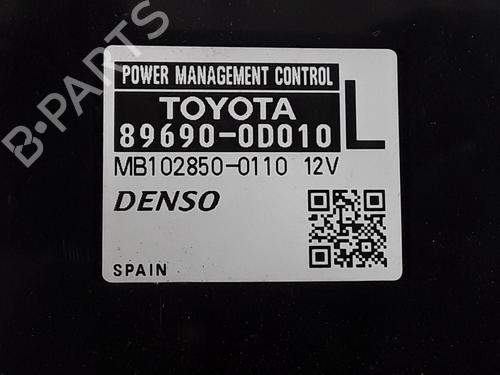 B-PARTS
POWER MANAGEMENT CONTROL
TOYOTA
89690-0D010 L
MB102850-0110 12V
DENSO
SPAIN